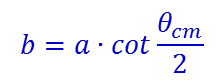 b = a · cot θ_cm / 2